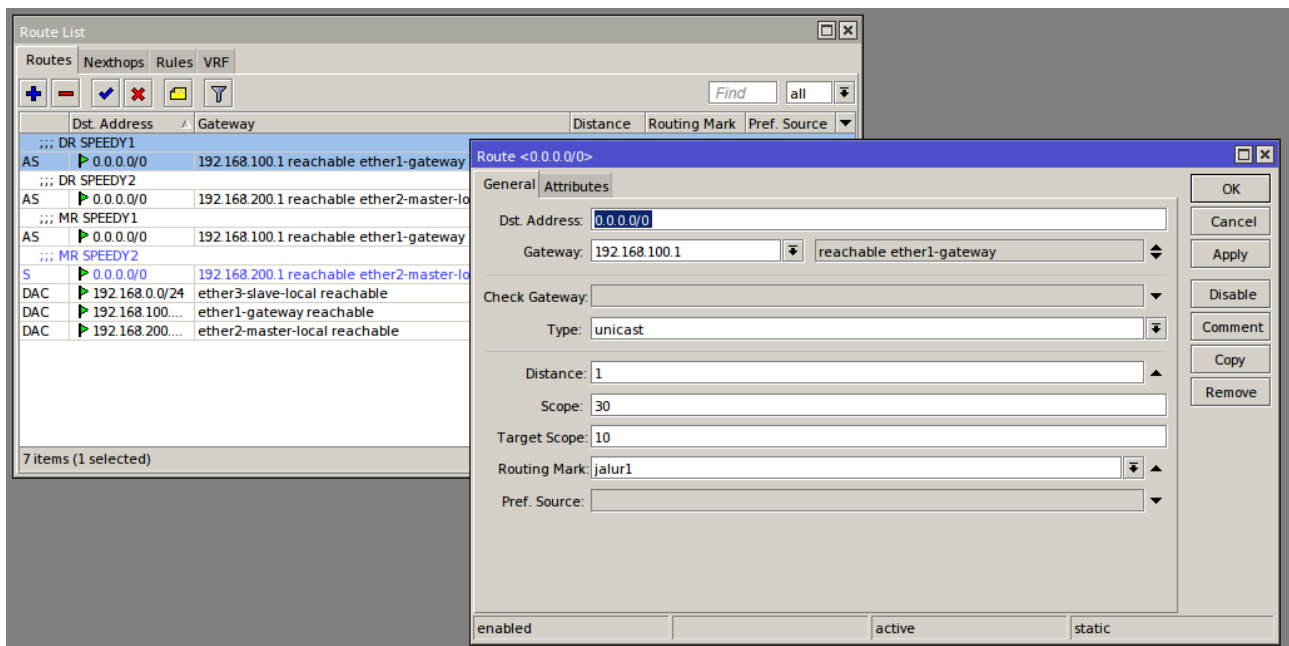 Route List
Routes Nexthops Rules VRF
Find all
Dst. Address Gateway Distance Routing Mark Pref. Source
;;; DR SPEEDY1
AS 0.0.0.0/0 192.168.100.1 reachable ether1-gateway
;;; DR SPEEDY2
AS 0.0.0.0/0 192.168.200.1 reachable ether2-master-lo
;;; MR SPEEDY1
AS 0.0.0.0/0 192.168.100.1 reachable ether1-gateway
;;; MR SPEEDY2
S 0.0.0.0/0 192.168.200.1 reachable ether2-master-lo
DAC 192.168.0.0/24 ether3-slave-local reachable
DAC 192.168.100.... ether1-gateway reachable
DAC 192.168.200.... ether2-master-local reachable
7 items (1 selected)
Route <0.0.0.0/0>
General Attributes
Dst. Address: 0.0.0.0/0
Gateway: 192.168.100.1 reachable ether1-gateway
Check Gateway:
Type: unicast
Distance: 1
Scope: 30
Target Scope: 10
Routing Mark: jalur1
Pref. Source:
OK
Cancel
Apply
Disable
Comment
Copy
Remove
enabled active static